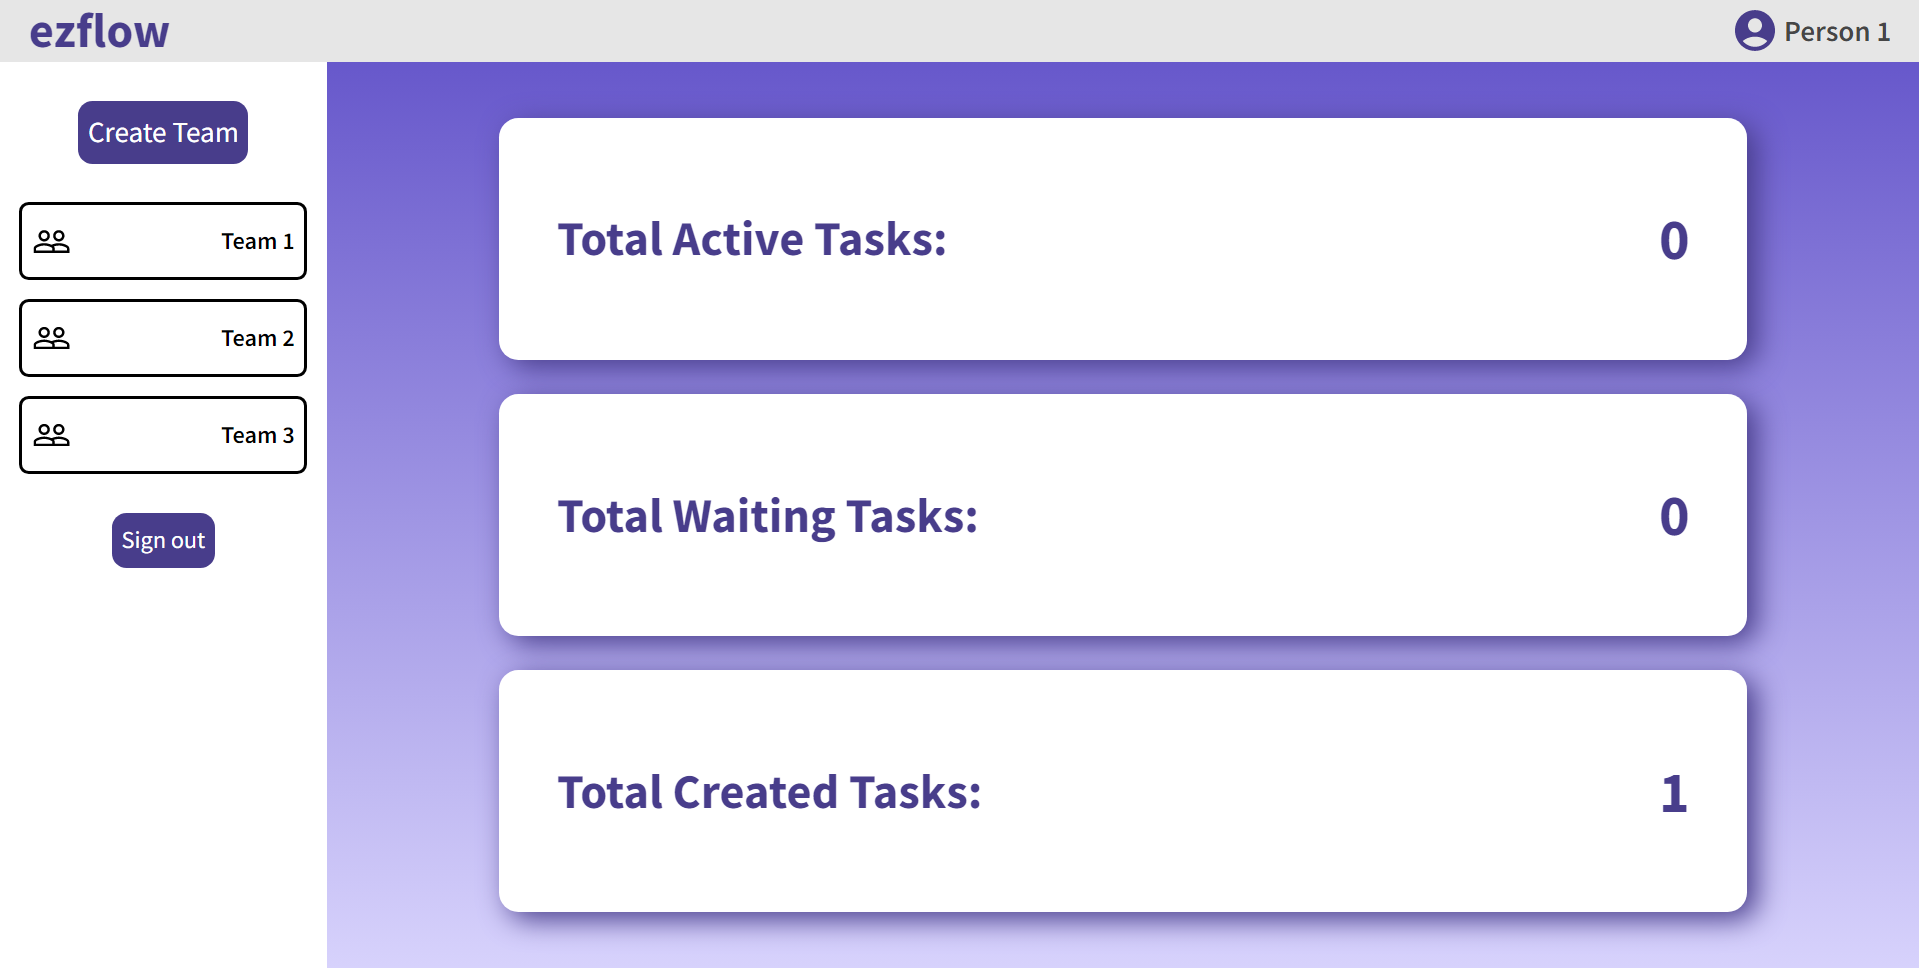 ezflow
Person 1
Create Team
Team 1
Team 2
Team 3
Sign out
Total Active Tasks: 0
Total Waiting Tasks: 0
Total Created Tasks: 1